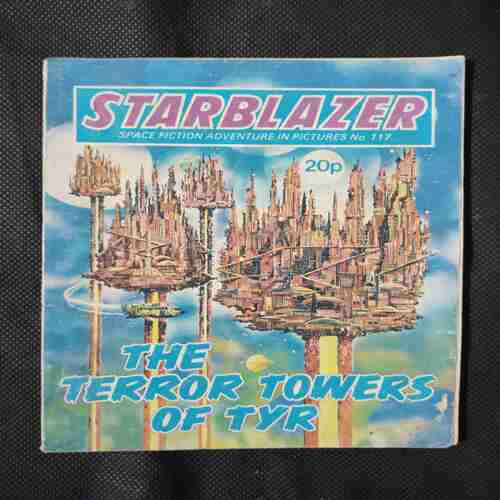 STARBLAZER
SPACE FICTION ADVENTURE IN PICTURES No 117
20p
THE
TERROR TOWERS
OF TYR